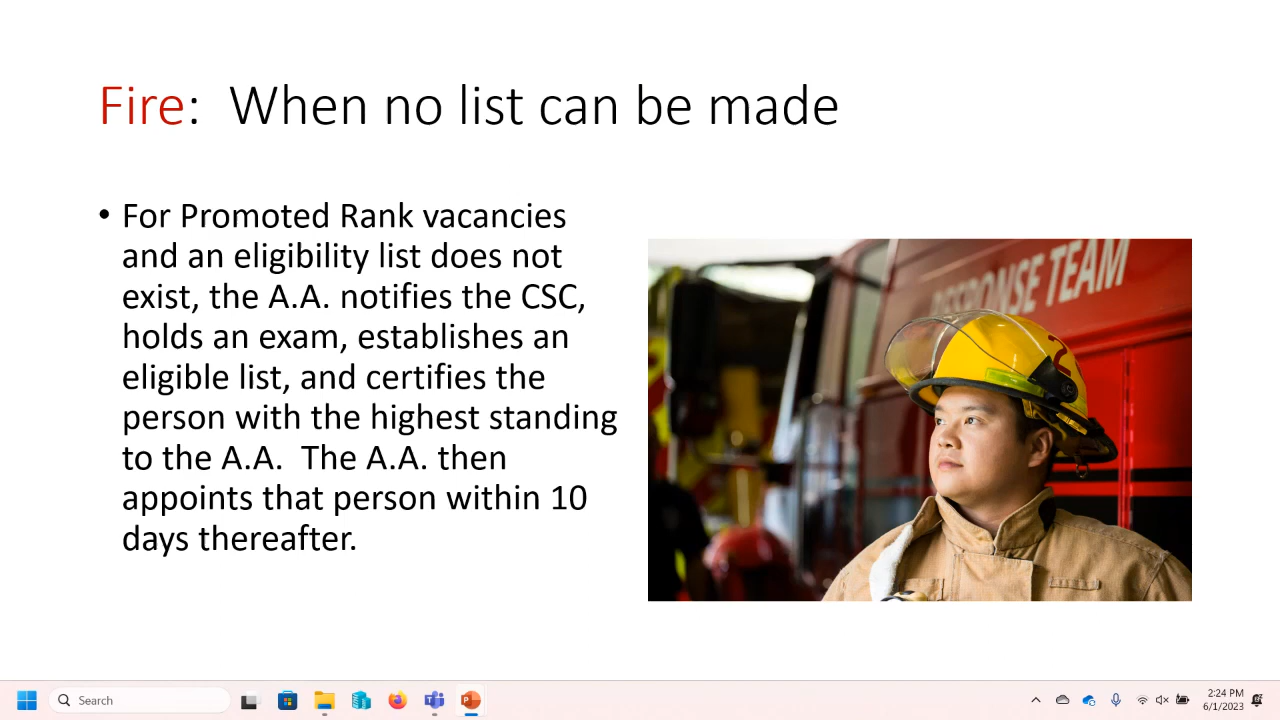 Fire: When no list can be made
• For Promoted Rank vacancies
and an eligibility list does not
exist, the A.A. notifies the CSC,
holds an exam, establishes an
eligible list, and certifies the
person with the highest standing
to the A.A. The A.A. then
appoints that person within 10
days thereafter.
RESPONSE TEAM
2
Search
2:24 PM
6/1/2023